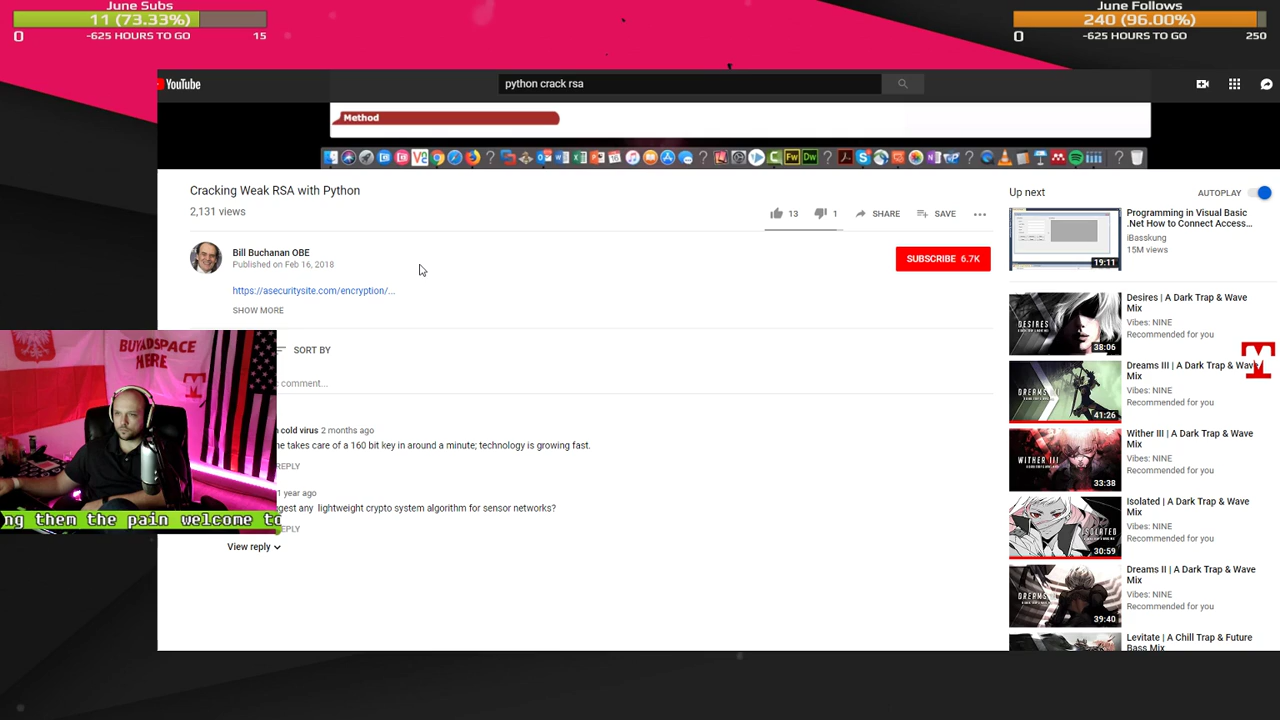 June Subs
11 (73.33%)
0 -625 HOURS TO GO 15
June Follows
240 (96.00%)
0 -625 HOURS TO GO 250
YouTube
python crack rsa
Method
Cracking Weak RSA with Python
2,131 views
13 1 SHARE SAVE
Bill Buchanan OBE
Published on Feb 16, 2018
SUBSCRIBE 6.7K
https://asecuritysite.com/encryption/...
SHOW MORE
SORT BY
comment...
cold virus 2 months ago
takes care of a 160 bit key in around a minute; technology is growing fast.
REPLY
1 year ago
any lightweight crypto system algorithm for sensor networks?
View reply
BUY ADSPACE
HERE
ng them the pain welcome to
Up next
AUTOPLAY
Programming in Visual Basic
.Net How to Connect Access...
iBasskung
15M views
19:11
Desires | A Dark Trap & Wave
Mix
Vibes: NINE
Recommended for you
DESIRES
38:06
Dreams III | A Dark Trap & Wave
Mix
Vibes: NINE
Recommended for you
DREAMS III
41:26
Wither III | A Dark Trap & Wave
Mix
Vibes: NINE
Recommended for you
WITHER III
33:38
Isolated | A Dark Trap & Wave
Mix
Vibes: NINE
Recommended for you
ISOLATED
30:59
Dreams II | A Dark Trap & Wave
Mix
Vibes: NINE
Recommended for you
DREAMS II
39:40
Levitate | A Chill Trap & Future
Bass Mix